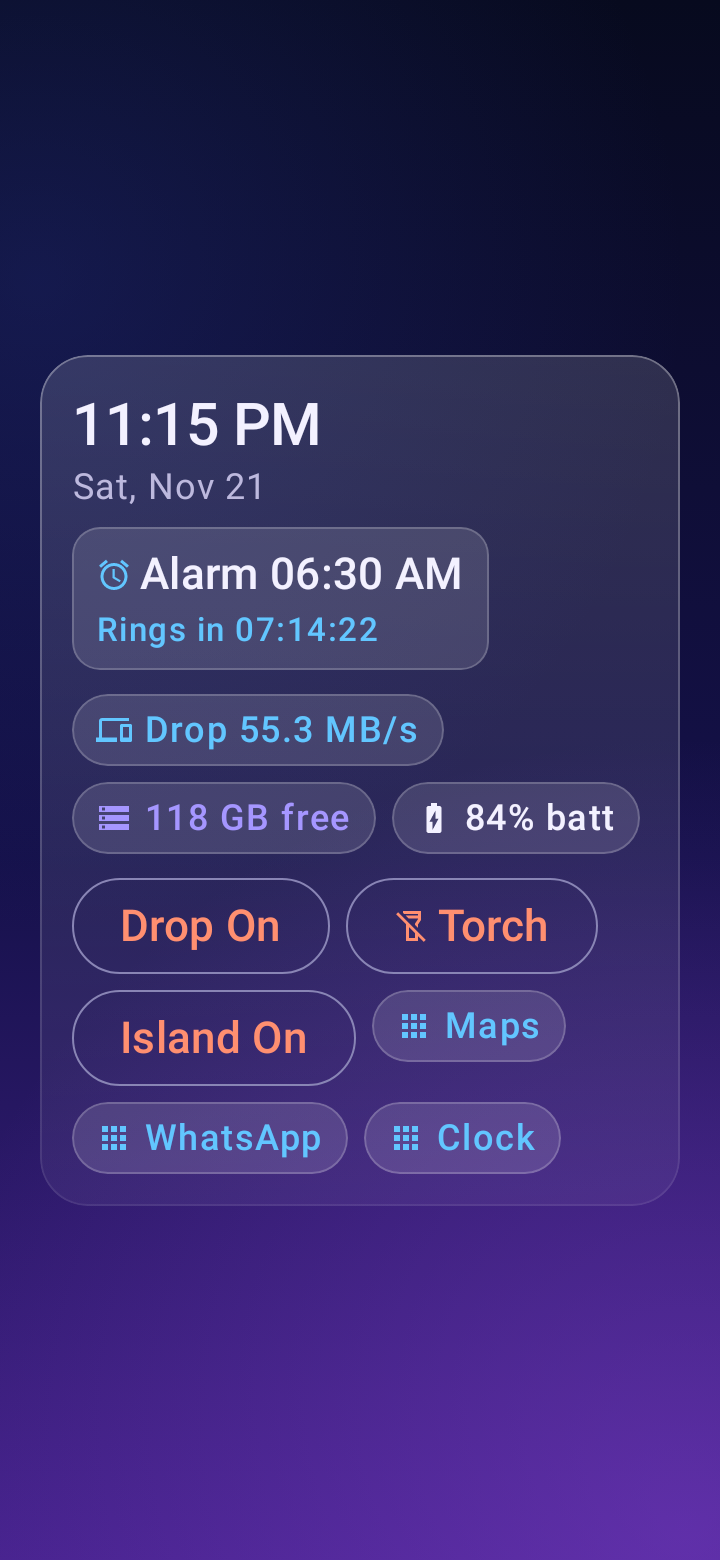 11:15 PM
Sat, Nov 21
Alarm 06:30 AM
Rings in 07:14:22
Drop 55.3 MB/s
118 GB free
84% batt
Drop On
Torch
Island On
Maps
WhatsApp
Clock